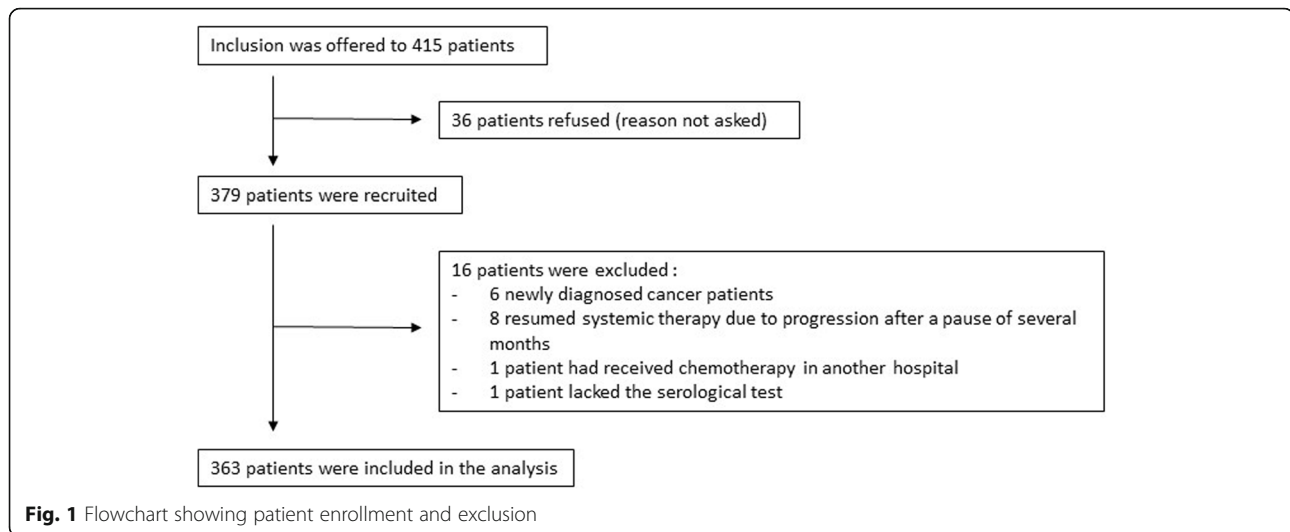 Inclusion was offered to 415 patients
36 patients refused (reason not asked)
379 patients were recruited
16 patients were excluded :
- 6 newly diagnosed cancer patients
- 8 resumed systemic therapy due to progression after a pause of several
months
- 1 patient had received chemotherapy in another hospital
- 1 patient lacked the serological test
363 patients were included in the analysis
Fig. 1 Flowchart showing patient enrollment and exclusion